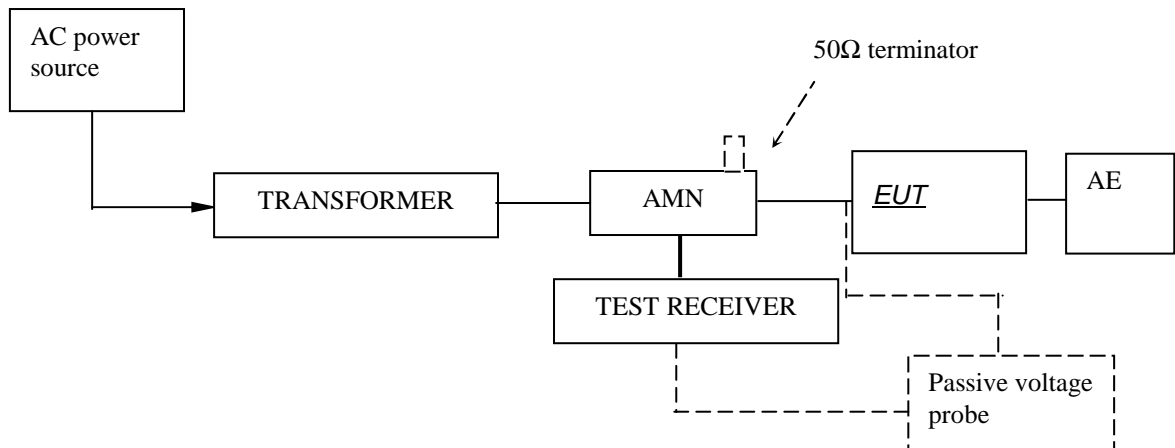 AC power
source
50Ω terminator
TRANSFORMER
AMN
EUT
AE
TEST RECEIVER
Passive voltage
probe